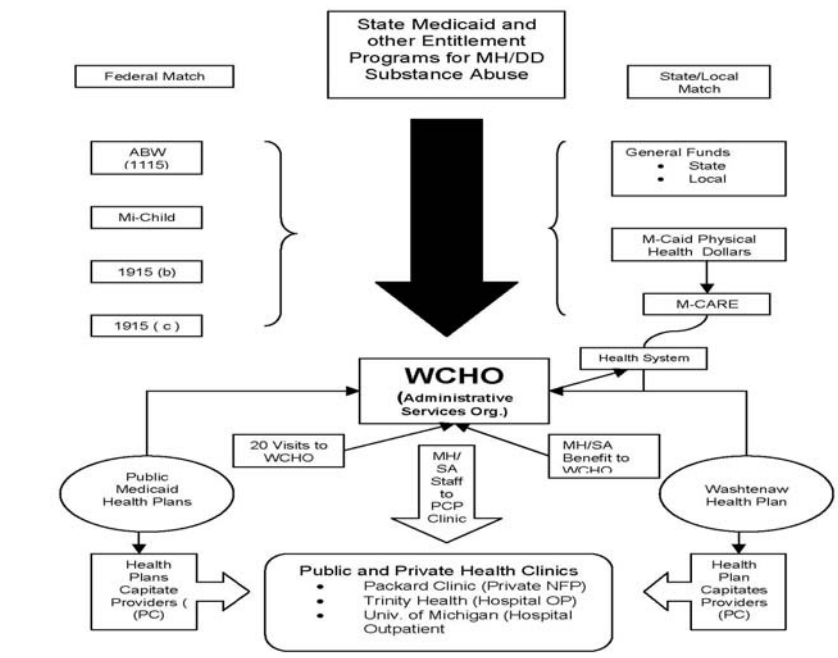 State Medicaid and
other Entitlement
Programs for MH/DD
Substance Abuse
Federal Match
State/Local
Match
ABW
(1115)
Mi-Child
1915 (b)
1915 ( c )
General Funds
• State
• Local
M-Caid Physical
Health Dollars
M-CARE
Health System
WCHO
(Administrative
Services Org.)
20 Visits to
WCHO
MH/
SA
Staff
to
PCP
Clinic
MH/SA
Benefit to
WCHO
Public
Medicaid
Health Plans
Washtenaw
Health Plan
Health
Plans
Capitate
Providers (
(PC)
Public and Private Health Clinics
• Packard Clinic (Private NFP)
• Trinity Health (Hospital OP)
• Univ. of Michigan (Hospital
Outpatient
Health
Plan
Capitates
Providers
(PC)